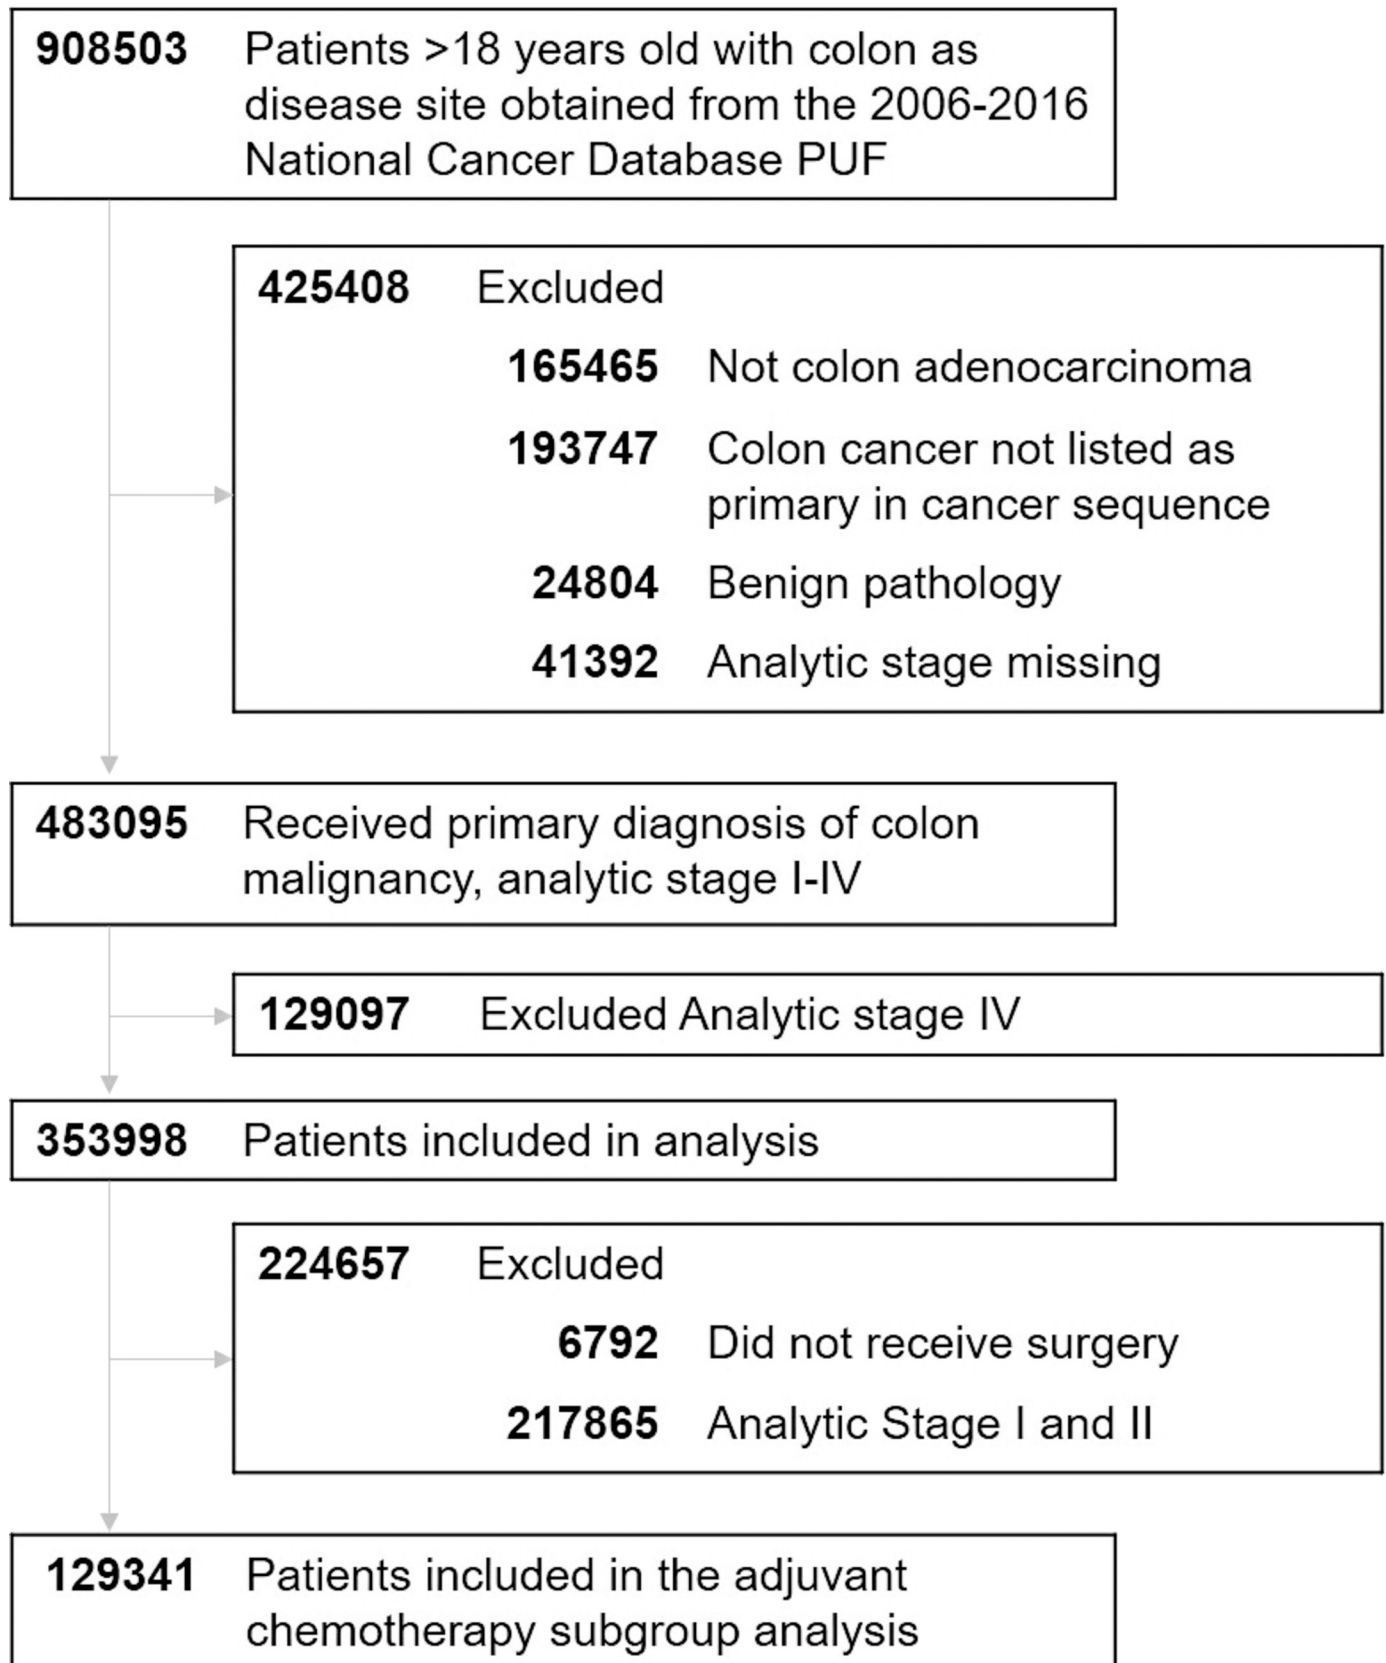 908503 Patients >18 years old with colon as
disease site obtained from the 2006-2016
National Cancer Database PUF
425408 Excluded
165465 Not colon adenocarcinoma
193747 Colon cancer not listed as
primary in cancer sequence
24804 Benign pathology
41392 Analytic stage missing
483095 Received primary diagnosis of colon
malignancy, analytic stage I-IV
129097 Excluded Analytic stage IV
353998 Patients included in analysis
224657 Excluded
6792 Did not receive surgery
217865 Analytic Stage I and II
129341 Patients included in the adjuvant
chemotherapy subgroup analysis